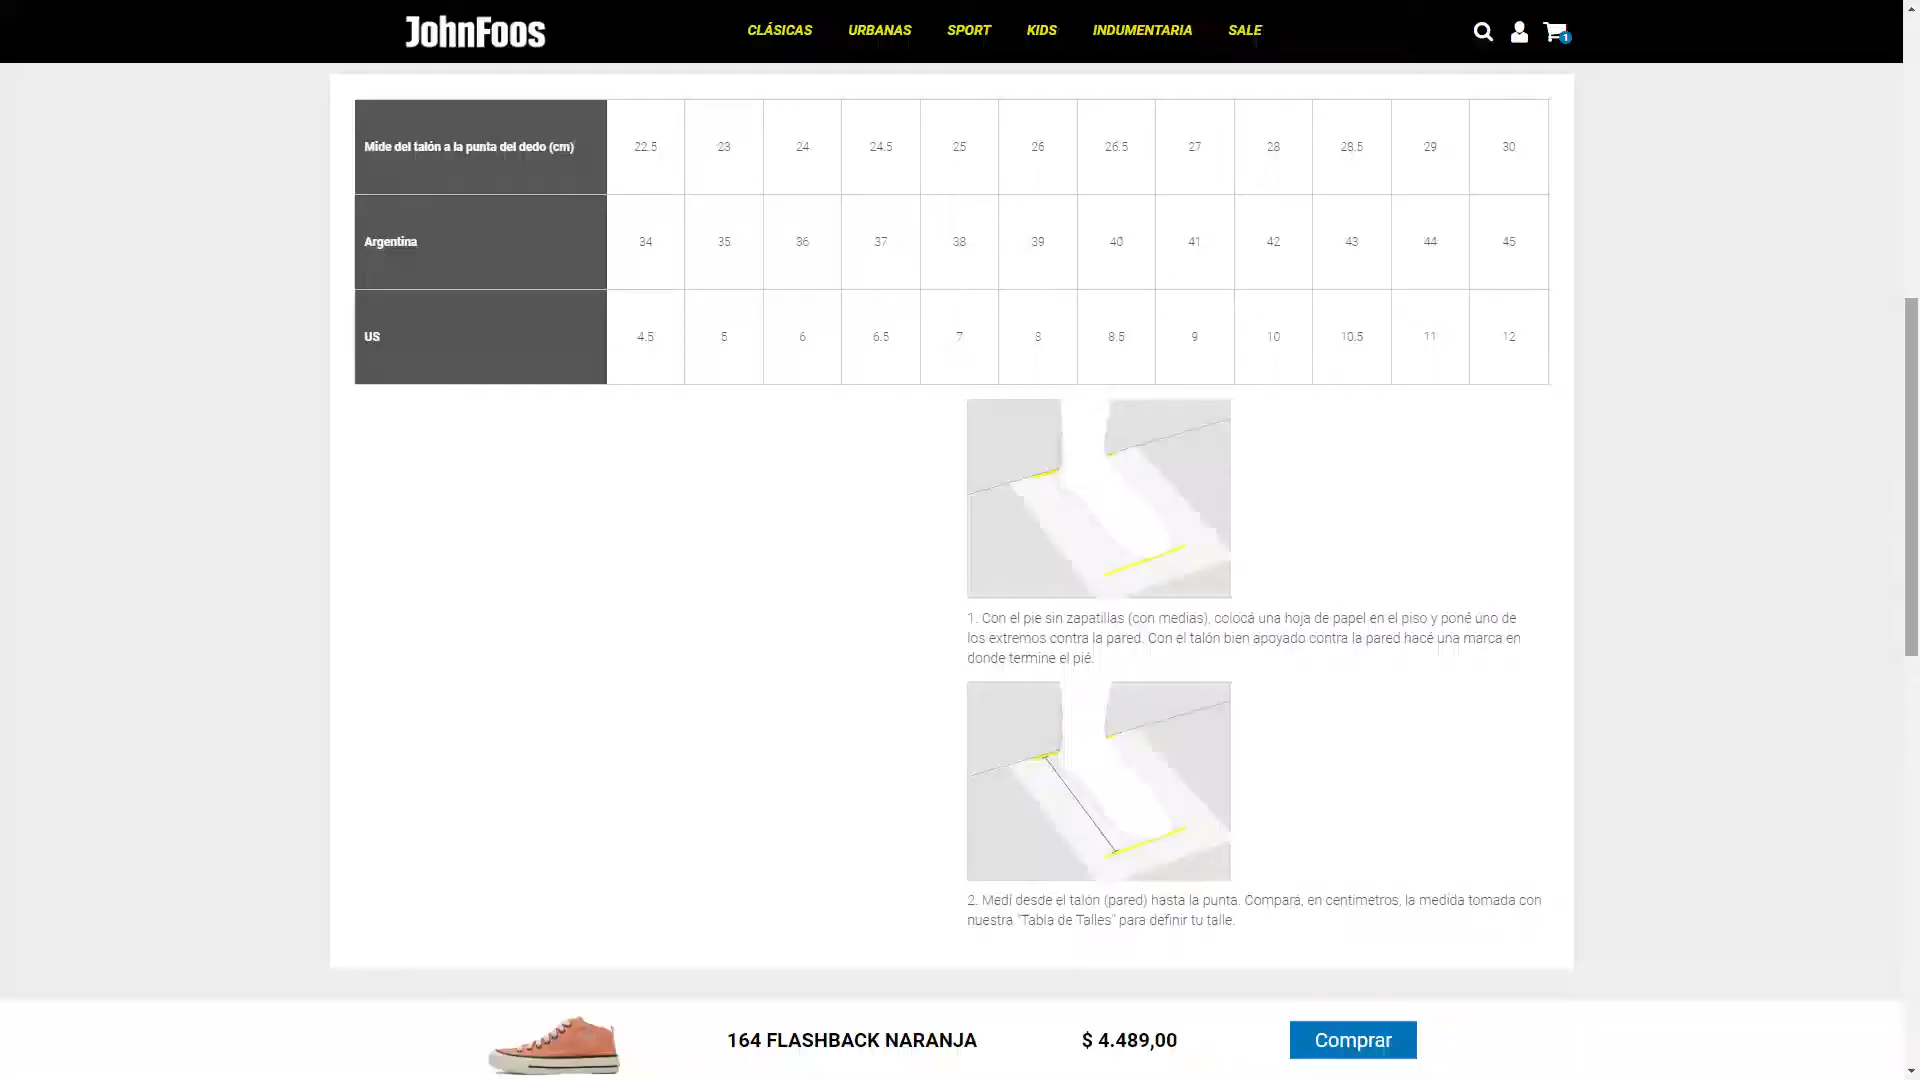 JohnFoos
CLÁSICAS URBANAS SPORT KIDS INDUMENTARIA SALE
1
Mide del talón a la punta del dedo (cm) 22.5 23 24 24.5 25 26 26.5 27 28 28.5 29 30
Argentina 34 35 36 37 38 39 40 41 42 43 44 45
US 4.5 5 6 6.5 7 8 8.5 9 10 10.5 11 12
1. Con el pie sin zapatillas (con medias), colocá una hoja de papel en el piso y poné uno de
los extremos contra la pared. Con el talón bien apoyado contra la pared hacé una marca en
donde termine el pié.
2. Medí desde el talón (pared) hasta la punta. Compará, en centímetros, la medida tomada con
nuestra "Tabla de Talles" para definir tu talle.
164 FLASHBACK NARANJA $ 4.489,00 Comprar